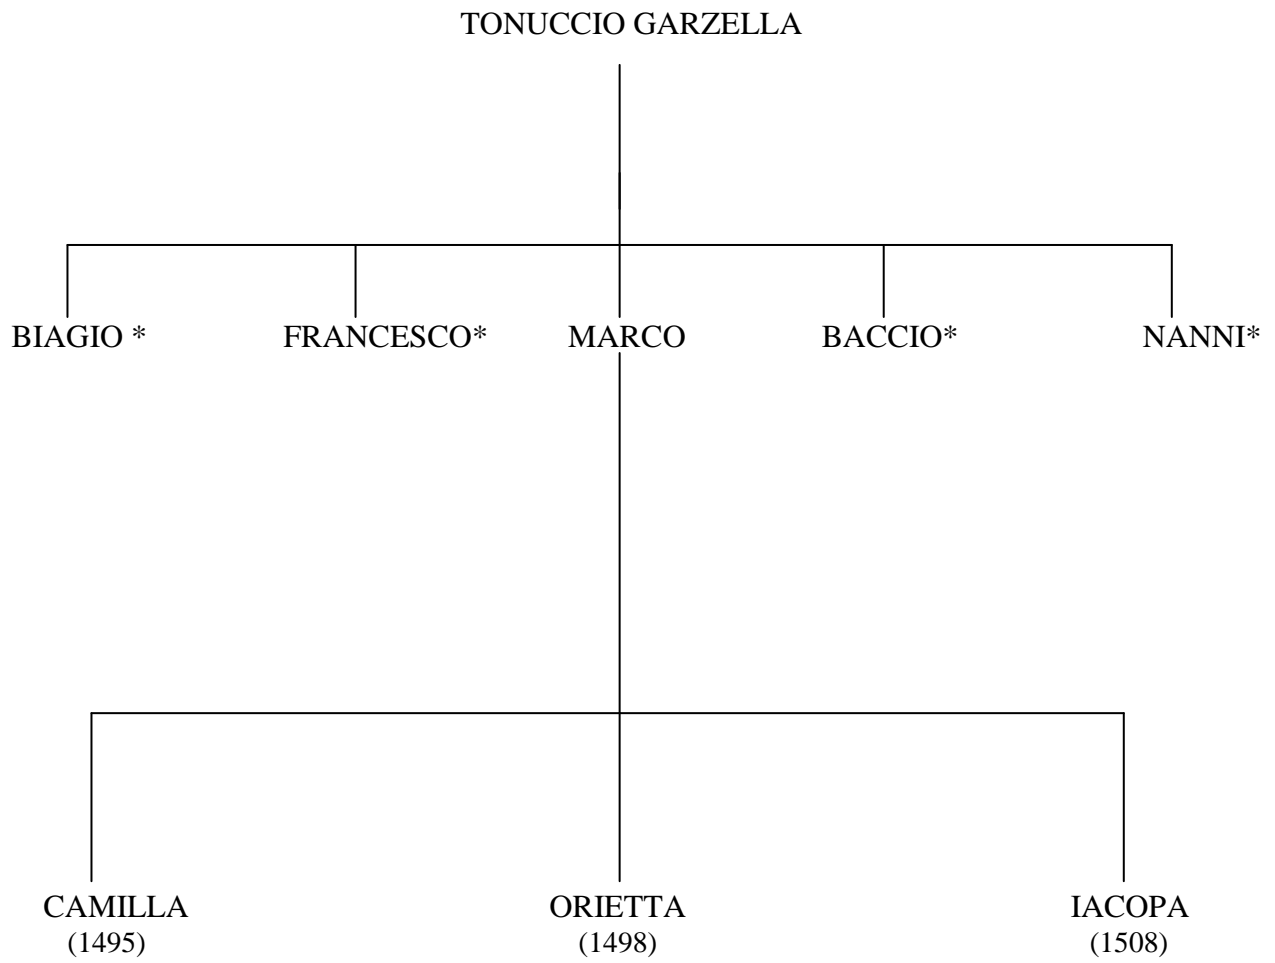 TONUCCIO GARZELLA
BIAGIO * FRANCESCO* MARCO BACCIO* NANNI*
CAMILLA ORIETTA IACOPA
(1495) (1498) (1508)